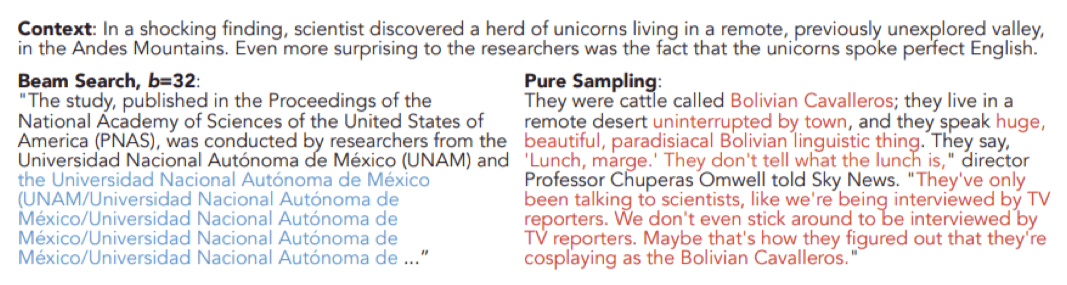 Context: In a shocking finding, scientist discovered a herd of unicorns living in a remote, previously unexplored valley,
in the Andes Mountains. Even more surprising to the researchers was the fact that the unicorns spoke perfect English.
Beam Search, b=32:
"The study, published in the Proceedings of the
National Academy of Sciences of the United States of
America (PNAS), was conducted by researchers from the
Universidad Nacional Autónoma de México (UNAM) and
the Universidad Nacional Autónoma de México
(UNAM/Universidad Nacional Autónoma de
México/Universidad Nacional Autónoma de
México/Universidad Nacional Autónoma de
México/Universidad Nacional Autónoma de ..."
Pure Sampling:
They were cattle called Bolivian Cavalleros; they live in a
remote desert uninterrupted by town, and they speak huge,
beautiful, paradisiacal Bolivian linguistic thing. They say,
'Lunch, marge.' They don't tell what the lunch is," director
Professor Chuperas Omwell told Sky News. "They've only
been talking to scientists, like we're being interviewed by TV
reporters. We don't even stick around to be interviewed by
TV reporters. Maybe that's how they figured out that they're
cosplaying as the Bolivian Cavalleros."